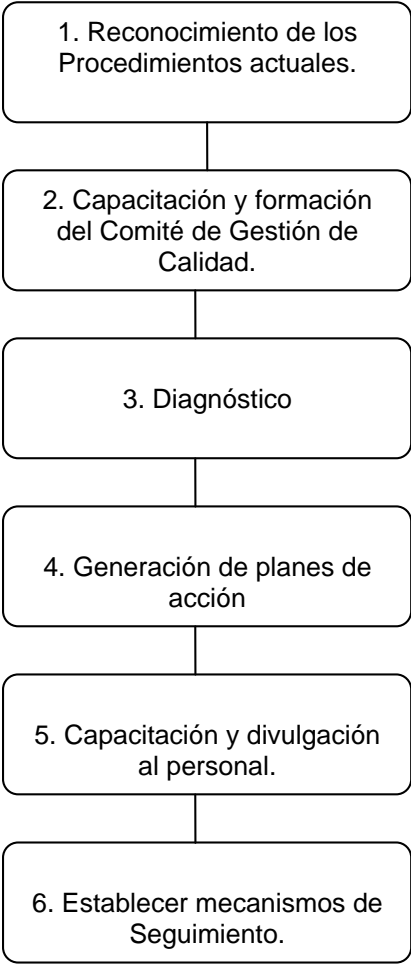 1. Reconocimiento de los
Procedimientos actuales.
2. Capacitación y formación
del Comité de Gestión de
Calidad.
3. Diagnóstico
4. Generación de planes de
acción
5. Capacitación y divulgación
al personal.
6. Establecer mecanismos de
Seguimiento.